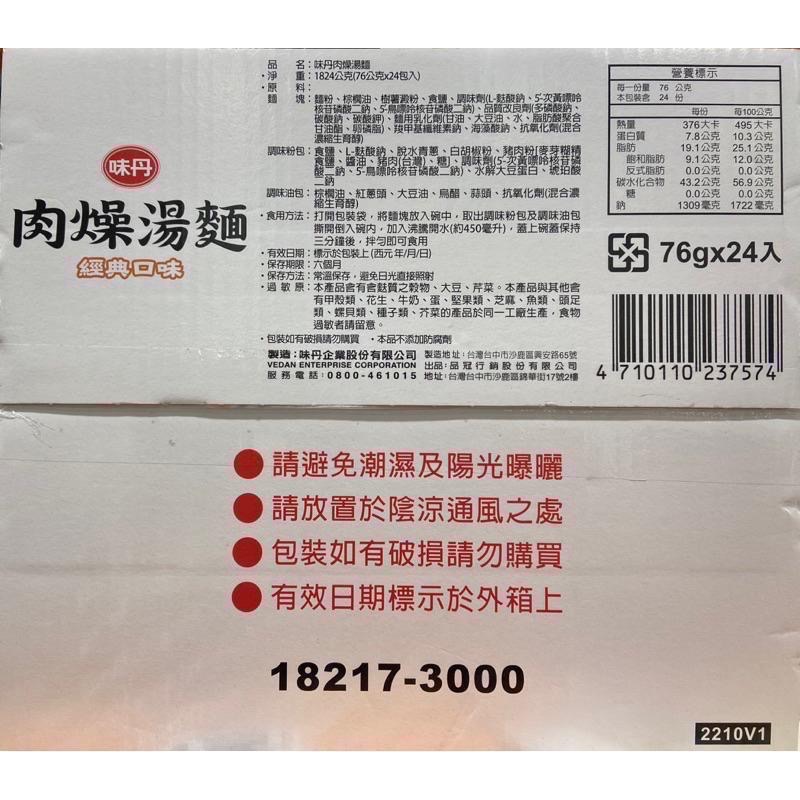 味丹
肉燥湯麵
經典口味
品　　名：味丹肉燥湯麵
·淨　　重：1824公克(76公克x24包入)
·原　　料：
麵　　塊：麵粉、棕櫚油、樹薯澱粉、食鹽、調味劑(L-麩酸鈉、5'-次黃嘌呤
核苷磷酸二鈉、5'-鳥嘌呤核苷磷酸二鈉)、品質改良劑(多磷酸鈉、
碳酸鈉、碳酸鉀)、麵用乳化劑(甘油、大豆油、水、脂肪酸聚合
甘油酯、卵磷脂)、羧甲基纖維素鈉、海藻酸鈉、抗氧化劑(混合
濃縮生育醇)
調味粉包：食鹽、L-麩酸鈉、脫水青蔥、白胡椒粉、豬肉粉[麥芽糊精、
食鹽、醬油、豬肉(台灣)、糖]、調味劑(5'-次黃嘌呤核苷磷酸
二鈉、5'-鳥嘌呤核苷磷酸二鈉)、水解大豆蛋白、琥珀酸
二鈉
調味油包：棕櫚油、紅蔥頭、大豆油、烏醋、蒜頭、抗氧化劑(混合濃
縮生育醇)
·食用方法：打開包裝袋，將麵塊放入碗中，取出調味粉包及調味油包
撕開倒入碗內，加入沸騰開水(約450毫升)，蓋上碗蓋保持
三分鐘後，拌勻即可食用
·有效日期：標示於包裝上(西元年/月/日)
·保存期限：六個月
·保存方法：常溫保存，避免日光直接照射
·過 敏 原：本產品含有含麩質之穀物、大豆、芹菜。本產品與其他含
有甲殼類、花生、牛奶、蛋、堅果類、芝麻、魚類、頭足
類、螺貝類、種子類、芥菜的產品於同一工廠生產，食物
過敏者請留意。
·包裝如有破損請勿購買　·本品不添加防腐劑
製造：味丹企業股份有限公司
VEDAN ENTERPRISE CORPORATION
服務電話：0800-461015
製造地址：台灣台中市沙鹿區興安路65號
出品：品冠行銷股份有限公司
地址：台灣台中市沙鹿區錦華街17號2樓
營養標示
每一份量 76 公克
本包裝含 24 份
每份　每100公克
熱量 376大卡 495大卡
蛋白質 7.8公克 10.3公克
脂肪 19.1公克 25.1公克
飽和脂肪 9.1公克 12.0公克
反式脂肪 0.0公克 0.0公克
碳水化合物 43.2公克 56.9公克
糖 0.0公克 0.0公克
鈉 1309毫克 1722毫克
76gx24入
4 710110 237574
請避免潮濕及陽光曝曬
請放置於陰涼通風之處
包裝如有破損請勿購買
有效日期標示於外箱上
18217-3000
2210V1